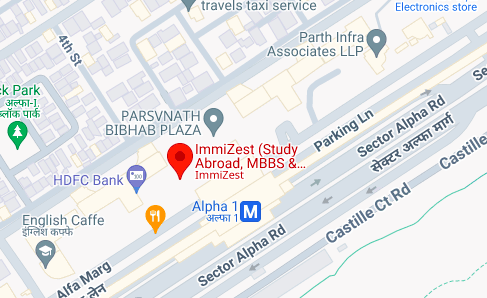 travels taxi service
Electronics store
4th St
Parth Infra
Associates LLP
ck Park
अल्फा-I,
ब्लॉक पार्क
PARSVNATH
BIBHAB PLAZA
Parking Ln
Sector Alpha Rd
सेक्टर अल्फा मार्ग
Castille
ImmiZest (Study
Abroad, MBBS &...
ImmiZest
HDFC Bank
Alpha 1
अल्फा 1
M
Castille Ct Rd
English Caffe
इंग्लिश कफ्फे
Sector Alpha Rd
Alfa Marg
लेन